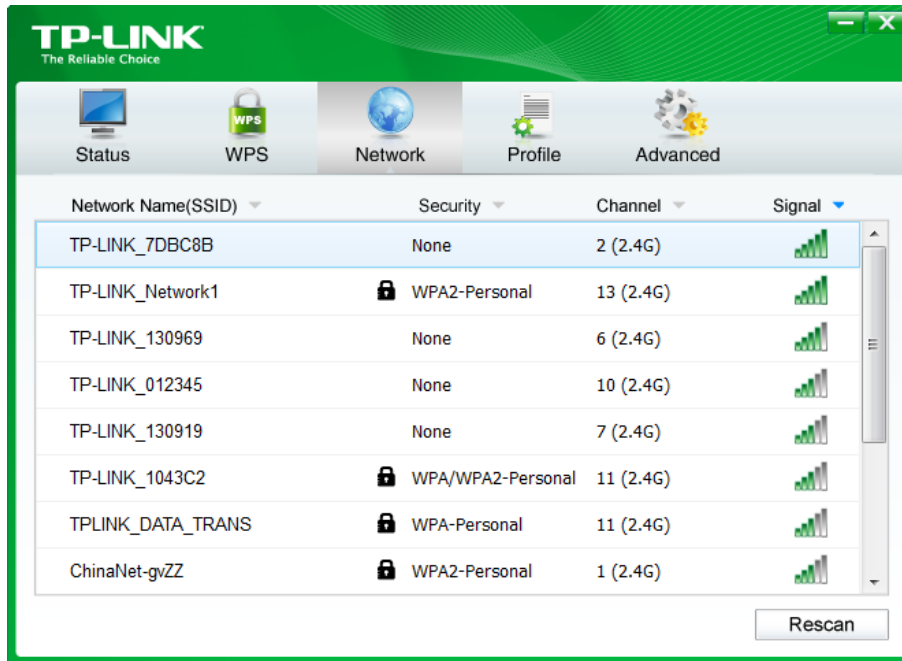 TP-LINK
The Reliable Choice
WPS
Status WPS Network Profile Advanced
Network Name(SSID) Security Channel Signal
TP-LINK_7DBC8B None 2 (2.4G)
TP-LINK_Network1 WPA2-Personal 13 (2.4G)
TP-LINK_130969 None 6 (2.4G)
TP-LINK_012345 None 10 (2.4G)
TP-LINK_130919 None 7 (2.4G)
TP-LINK_1043C2 WPA/WPA2-Personal 11 (2.4G)
TPLINK_DATA_TRANS WPA-Personal 11 (2.4G)
ChinaNet-gvZZ WPA2-Personal 1 (2.4G)
Rescan